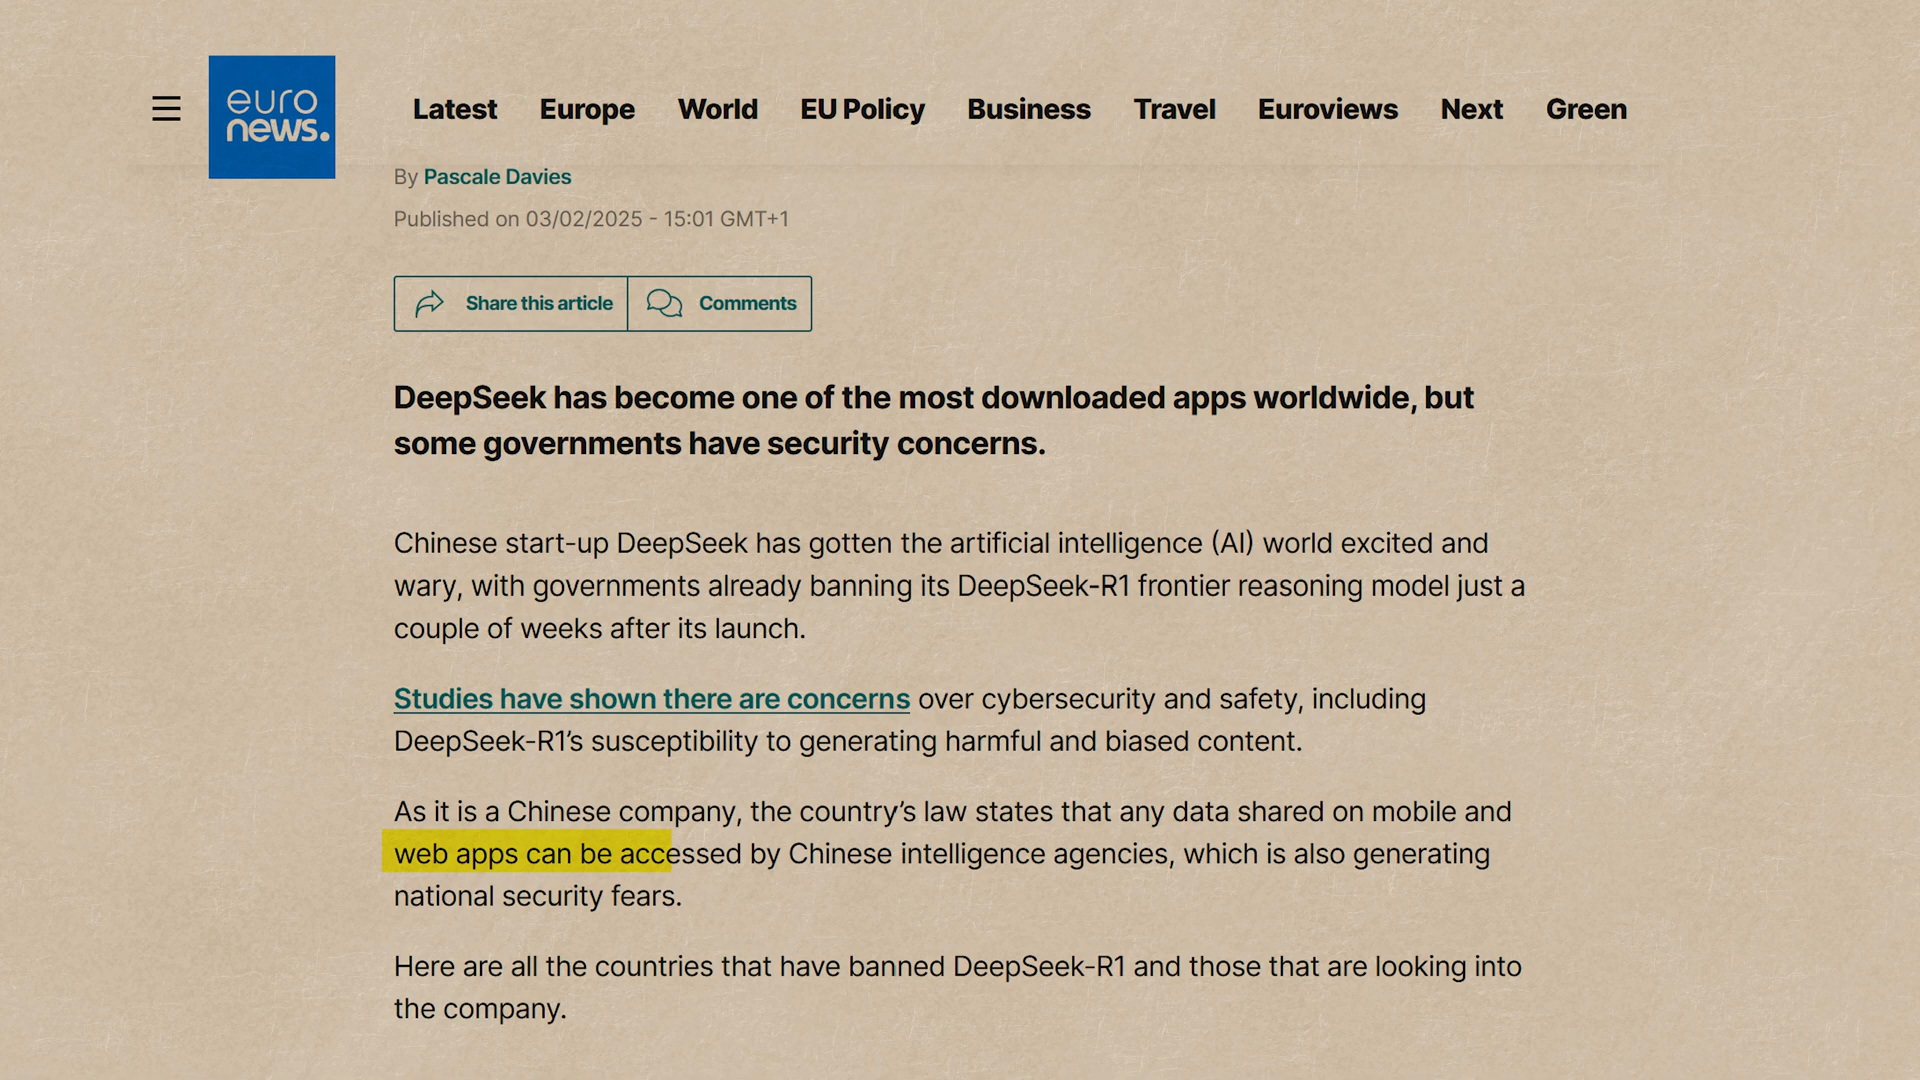 euro
news.
Latest Europe World EU Policy Business Travel Euroviews Next Green
By Pascale Davies
Published on 03/02/2025 - 15:01 GMT+1
Share this article Comments
DeepSeek has become one of the most downloaded apps worldwide, but
some governments have security concerns.
Chinese start-up DeepSeek has gotten the artificial intelligence (AI) world excited and
wary, with governments already banning its DeepSeek-R1 frontier reasoning model just a
couple of weeks after its launch.
Studies have shown there are concerns over cybersecurity and safety, including
DeepSeek-R1’s susceptibility to generating harmful and biased content.
As it is a Chinese company, the country’s law states that any data shared on mobile and
web apps can be accessed by Chinese intelligence agencies, which is also generating
national security fears.
Here are all the countries that have banned DeepSeek-R1 and those that are looking into
the company.